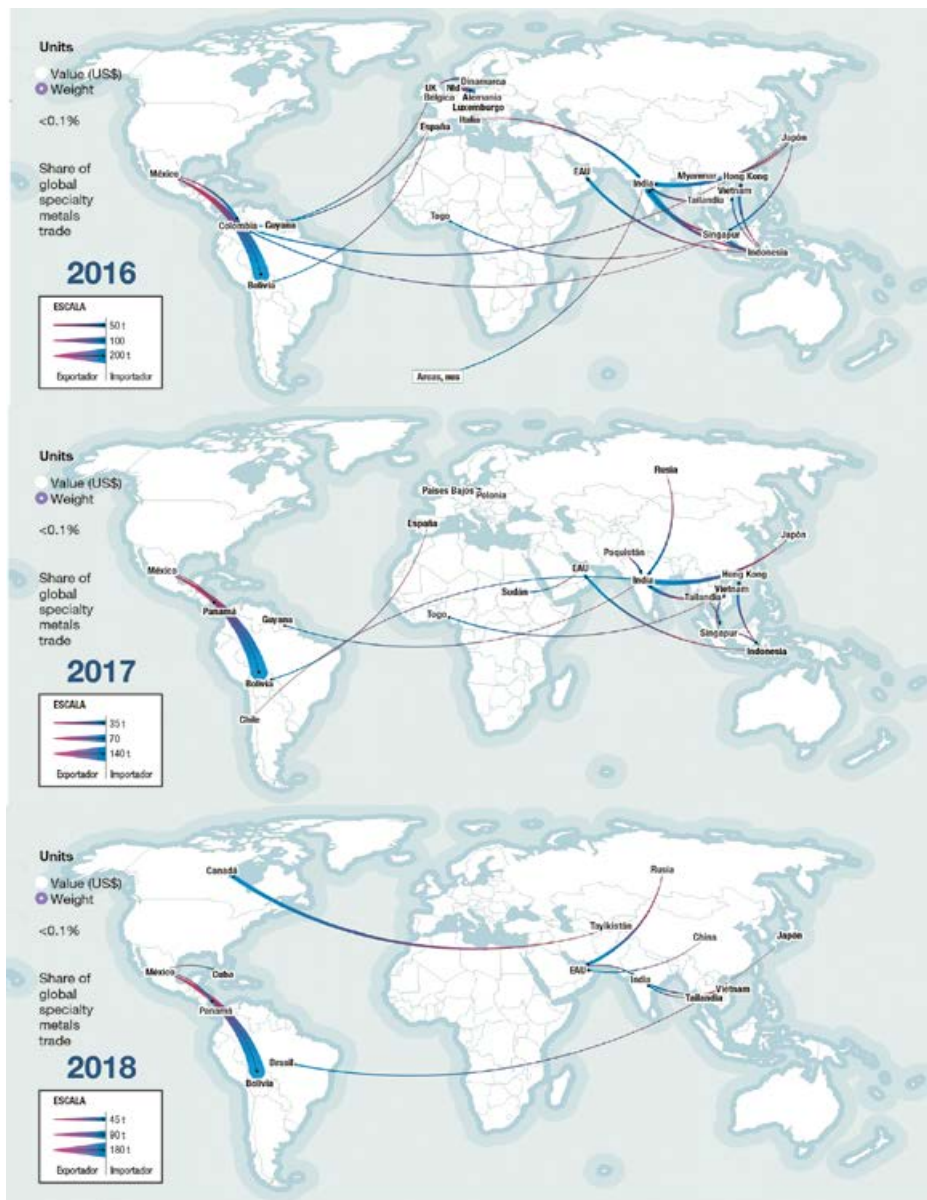 Units
Value (US$)
Weight
<0.1%
Share of
global
specialty
metals
trade
2016
ESCALA
50 t
100
200 t
Exportador Importador
México
Colombia - Guyana
Bolivia
UK
Nld
Dinamarca
Bélgica
Alemania
Luxemburgo
Italia
España
Togo
EAU
India
Myanmar
Hong Kong
Vietnam
Tailandia
Singapur
Indonesia
Japón
Areas, nes
Units
Value (US$)
Weight
<0.1%
Share of
global
specialty
metals
trade
2017
ESCALA
35 t
70
140 t
Exportador Importador
México
Panamá
Guyana
Bolivia
Chile
Países Bajos
Polonia
España
Togo
Sudán
EAU
Paquistán
India
Rusia
Japón
Hong Kong
Vietnam
Tailandia
Singapur
Indonesia
Units
Value (US$)
Weight
<0.1%
Share of
global
specialty
metals
trade
2018
ESCALA
45 t
90 t
180 t
Exportador Importador
Canadá
México
Cuba
Panamá
Brasil
Bolivia
Rusia
Tayikistán
China
Japón
EAU
India
Vietnam
Tailandia